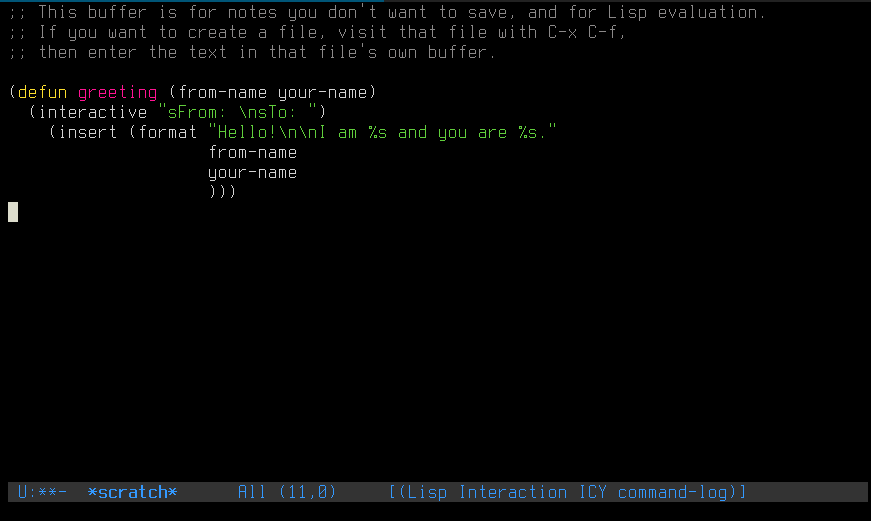 ;; This buffer is for notes you don't want to save, and for Lisp evaluation.
;; If you want to create a file, visit that file with C-x C-f,
;; then enter the text in that file's own buffer.

(defun greeting (from-name your-name)
  (interactive "sFrom: \nsTo: ")
    (insert (format "Hello!\n\nI am %s and you are %s."
                    from-name
                    your-name
                    )))
U:**-  *scratch*      All (11,0)     [(Lisp Interaction ICY command-log)]